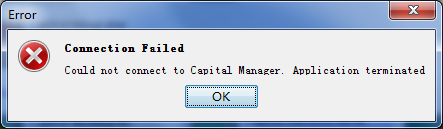 Error
Connection Failed
Could not connect to Capital Manager. Application terminated
OK